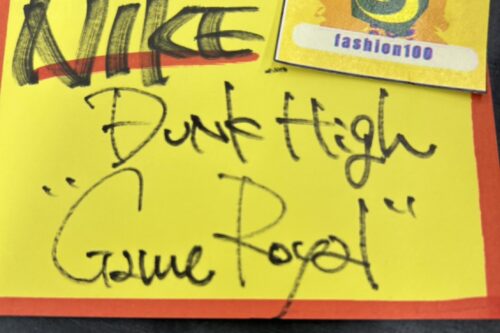 NIKE
fashion100
Dunk High
"Game Royal"